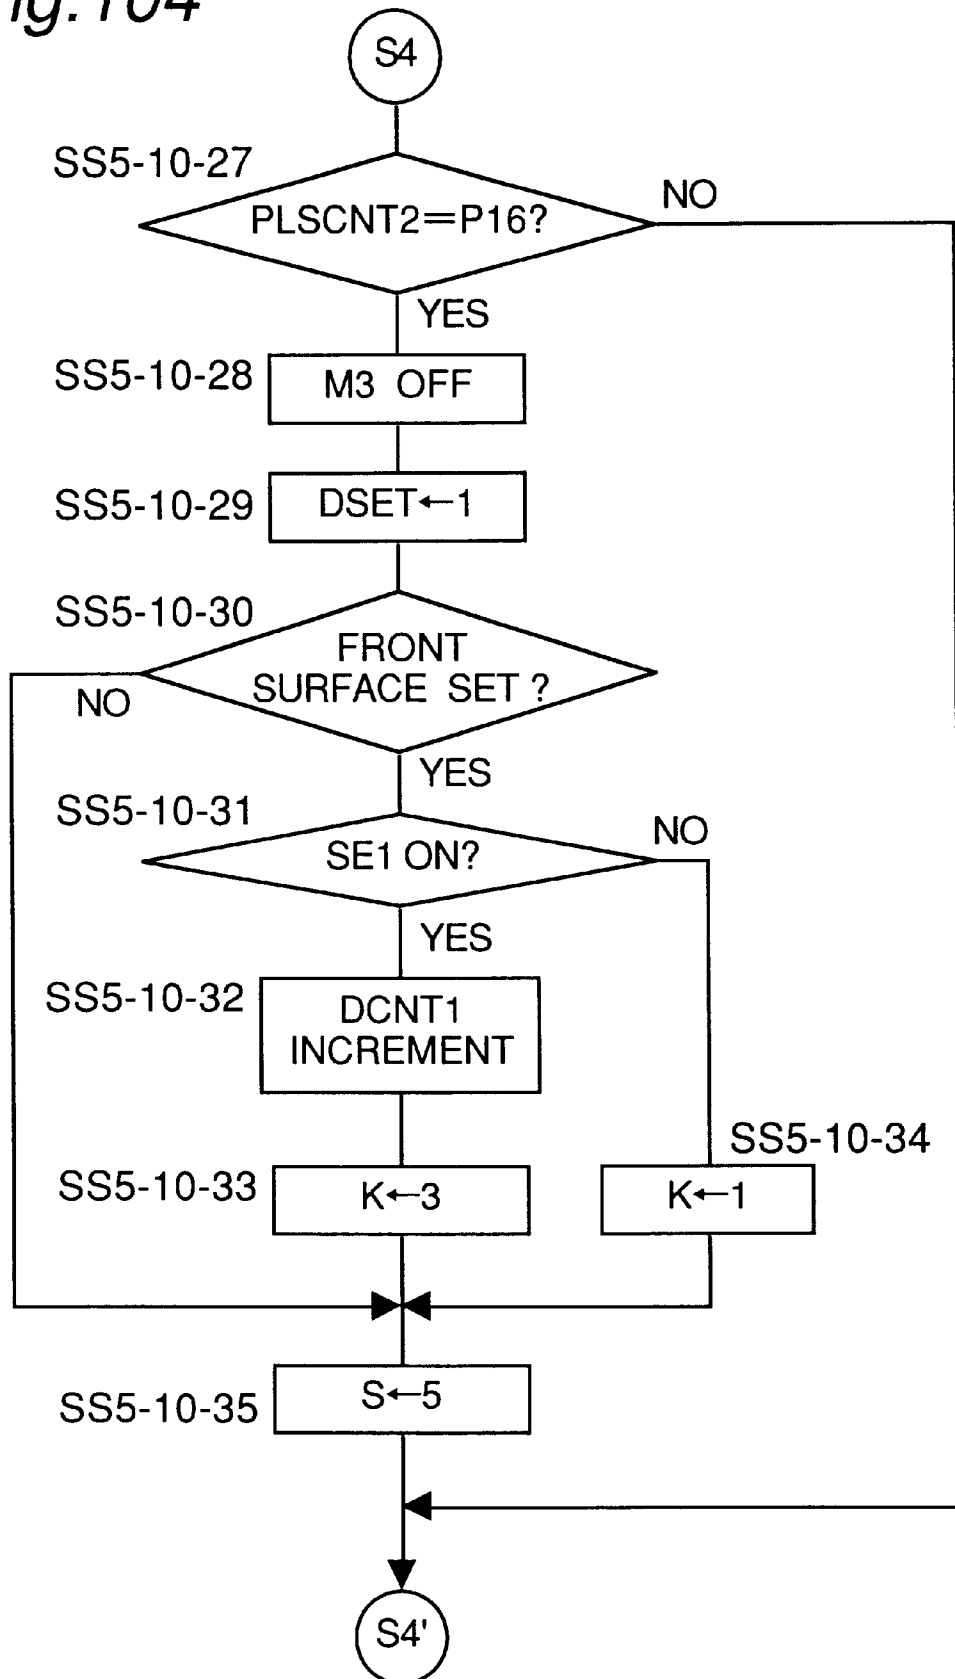 ig.104
S4
SS5-10-27
PLSCNT2=P16?
NO
YES
SS5-10-28
M3 OFF
SS5-10-29
DSET←1
SS5-10-30
FRONT
SURFACE SET ?
NO
YES
SS5-10-31
SE1 ON?
NO
YES
SS5-10-32
DCNT1
INCREMENT
SS5-10-33
K←3
SS5-10-34
K←1
SS5-10-35
S←5
S4'